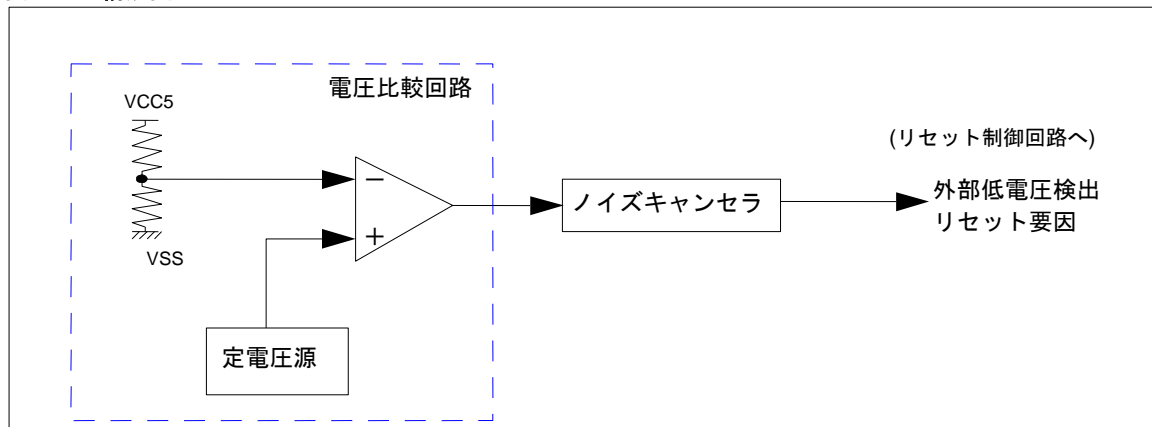 電圧比較回路
VCC5
(リセット制御回路へ)
−
ノイズキャンセラ
外部低電圧検出
リセット要因
+
VSS
定電圧源